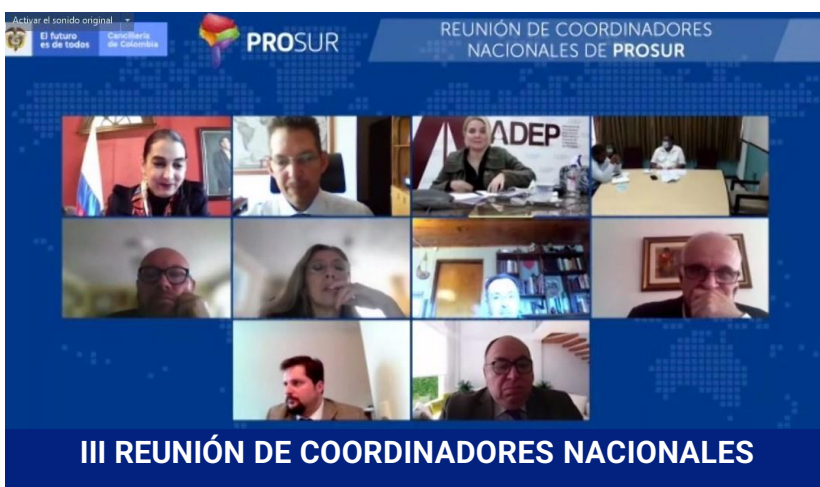 Activar el sonido original
El futuro
es de todos
Cancillería
de Colombia
PROSUR
REUNIÓN DE COORDINADORES
NACIONALES DE PROSUR
ADEP
III REUNIÓN DE COORDINADORES NACIONALES